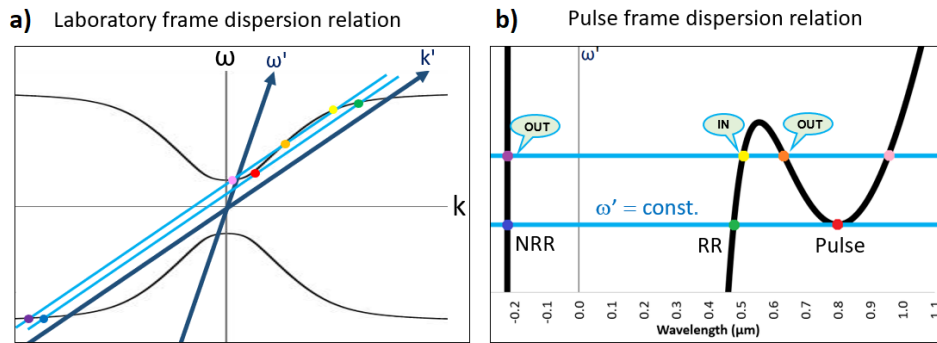 a) Laboratory frame dispersion relation
ω
ω'
k'
k
b) Pulse frame dispersion relation
ω'
OUT
IN
OUT
ω' = const.
NRR
RR
Pulse
-0.2
-0.1
0.0
0.1
0.2
0.3
0.4
0.5
0.6
0.7
0.8
0.9
1.0
1.1
Wavelength (μm)